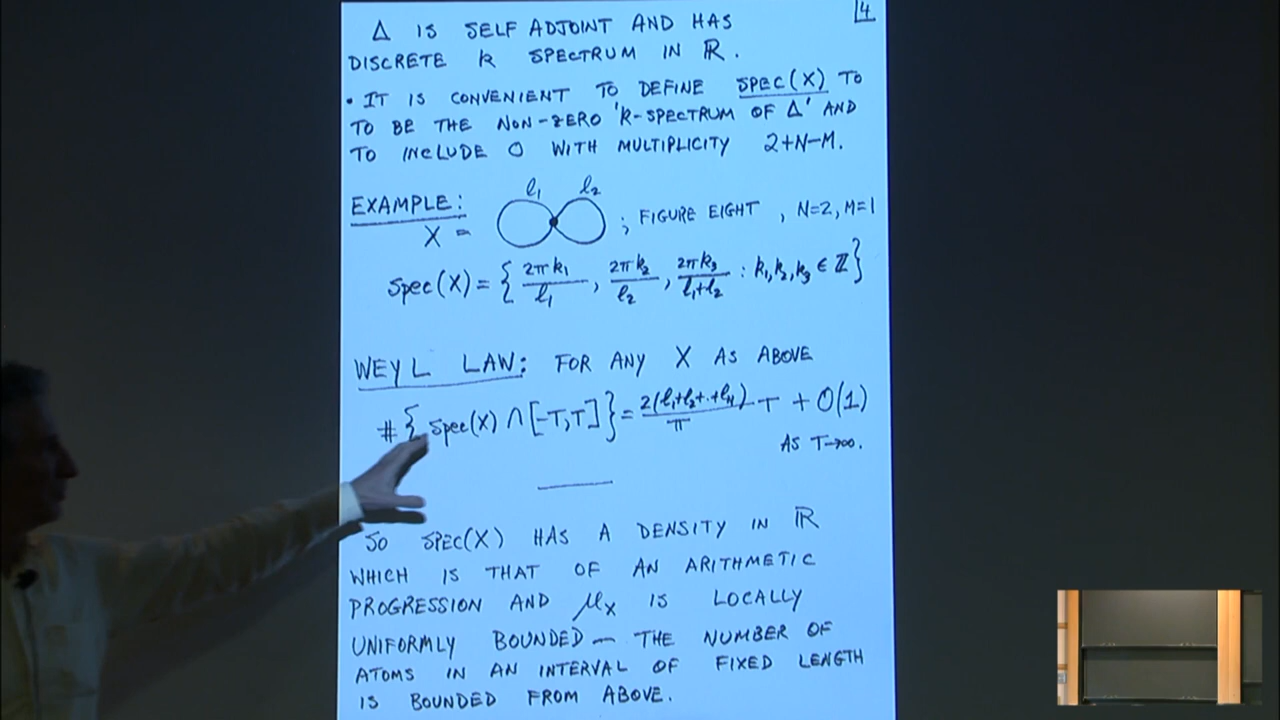 4
Δ IS SELF ADJOINT AND HAS
DISCRETE k SPECTRUM IN ℝ.
• IT IS CONVENIENT TO DEFINE SPEC(X) TO
TO BE THE NON-ZERO 'k-SPECTRUM OF Δ' AND
TO INCLUDE 0 WITH MULTIPLICITY 2+N-M.
EXAMPLE:
l₁ l₂
X = ; FIGURE EIGHT , N=2, M=1
Spec(X) = { 2πk₁/l₁ , 2πk₂/l₂ , 2πk₃/l₁+l₂ : k₁,k₂,k₃ ∈ ℤ }
WEYL LAW: FOR ANY X AS ABOVE
#{ Spec(X) ∩ [-T,T] } = 2(l₁+l₂+..+l_N)/π T + O(1)
AS T→∞.
SO SPEC(X) HAS A DENSITY IN ℝ
WHICH IS THAT OF AN ARITHMETIC
PROGRESSION AND μ_X IS LOCALLY
UNIFORMLY BOUNDED — THE NUMBER OF
ATOMS IN AN INTERVAL OF FIXED LENGTH
IS BOUNDED FROM ABOVE.